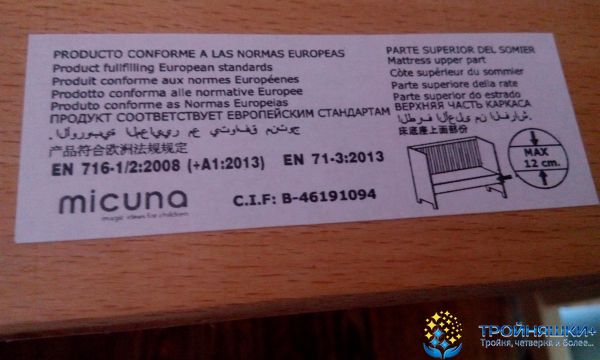 PRODUCTO CONFORME A LAS NORMAS EUROPEAS
Product fullfilling European standards
Produit conforme aux normes Européenes
Prodotto conforma alle normative Europee
Produto conforme as Normas Europeias
ПРОДУКТ СООТВЕТСТВУЕТ ЕВРОПЕЙСКИМ СТАНДАРТАМ
产品符合欧洲法规规定
EN 716-1/2:2008 (+A1:2013) EN 71-3:2013
micuna
magic ideas for children
C.I.F: B-46191094
PARTE SUPERIOR DEL SOMIER
Mattress upper part
Côte supérieur du sommier
Parte superiore della rate
Parte superior do estrado
ВЕРХНЯЯ ЧАСТЬ КАРКАСА
床底座上面部份
MAX
12 cm.
ТРОЙНЯШКИ+
Тройня, четверня и более...